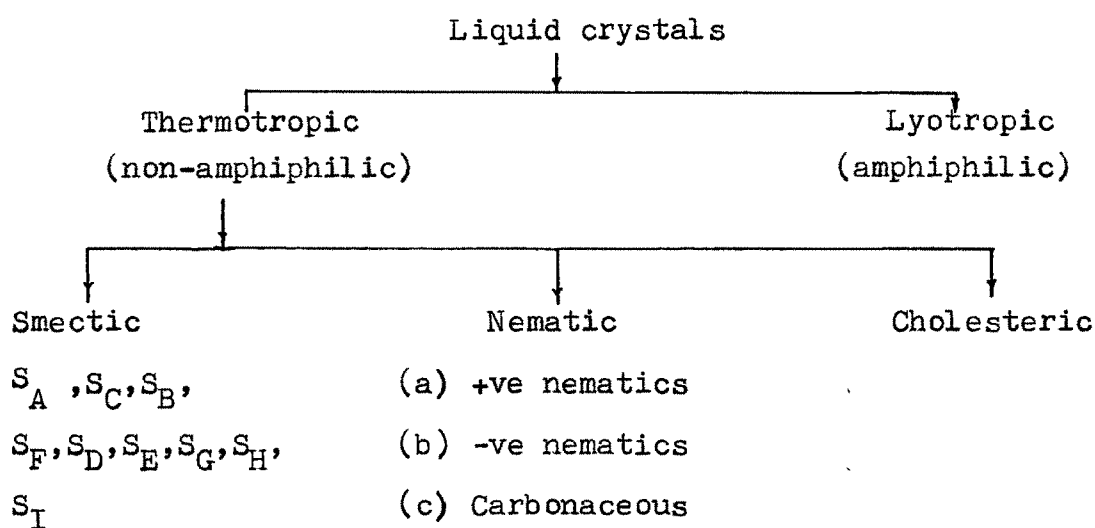 Liquid crystals
Thermotropic Lyotropic
(non-amphiphilic) (amphiphilic)
Smectic Nematic Cholesteric
S_A ,S_C,S_B, (a) +ve nematics
S_F,S_D,S_E,S_G,S_H, (b) -ve nematics
S_I (c) Carbonaceous